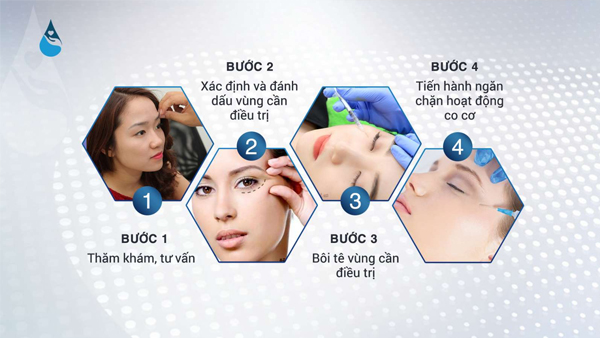 BƯỚC 1
Thăm khám, tư vấn
1
BƯỚC 2
Xác định và đánh
dấu vùng cần
điều trị
2
BƯỚC 3
Bôi tê vùng cần
điều trị
3
BƯỚC 4
Tiến hành ngăn
chặn hoạt động
co cơ
4